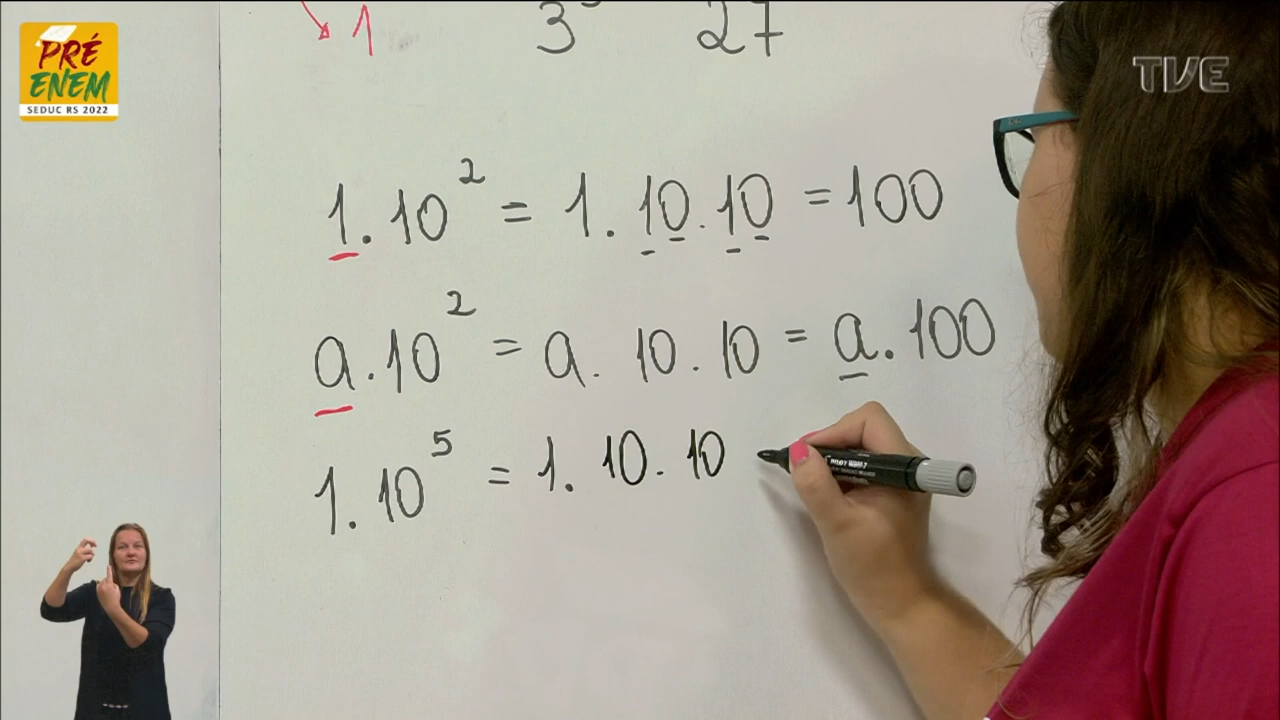 PRÉ
ENEM
SEDUC RS 2022
TVE
1 3 27
1. 10² = 1. 10. 10 = 100
a. 10² = a. 10. 10 = a. 100
1. 10⁵ = 1. 10. 10